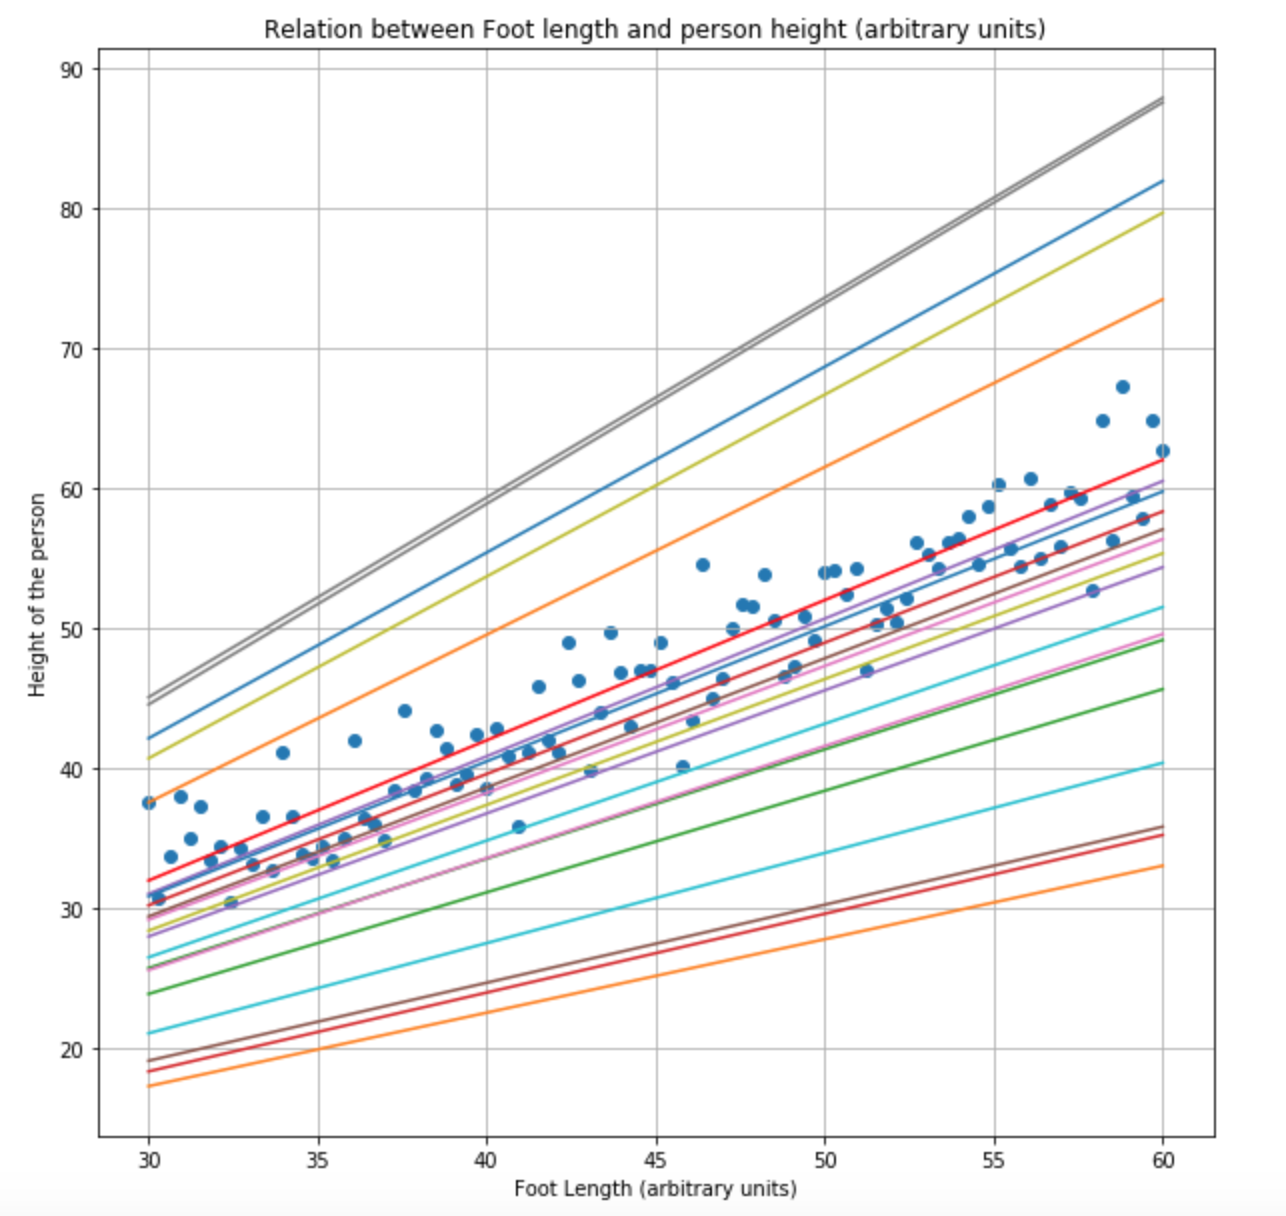 Relation between Foot length and person height (arbitrary units)
90
80
70
60
50
40
30
20
Height of the person
30 35 40 45 50 55 60
Foot Length (arbitrary units)